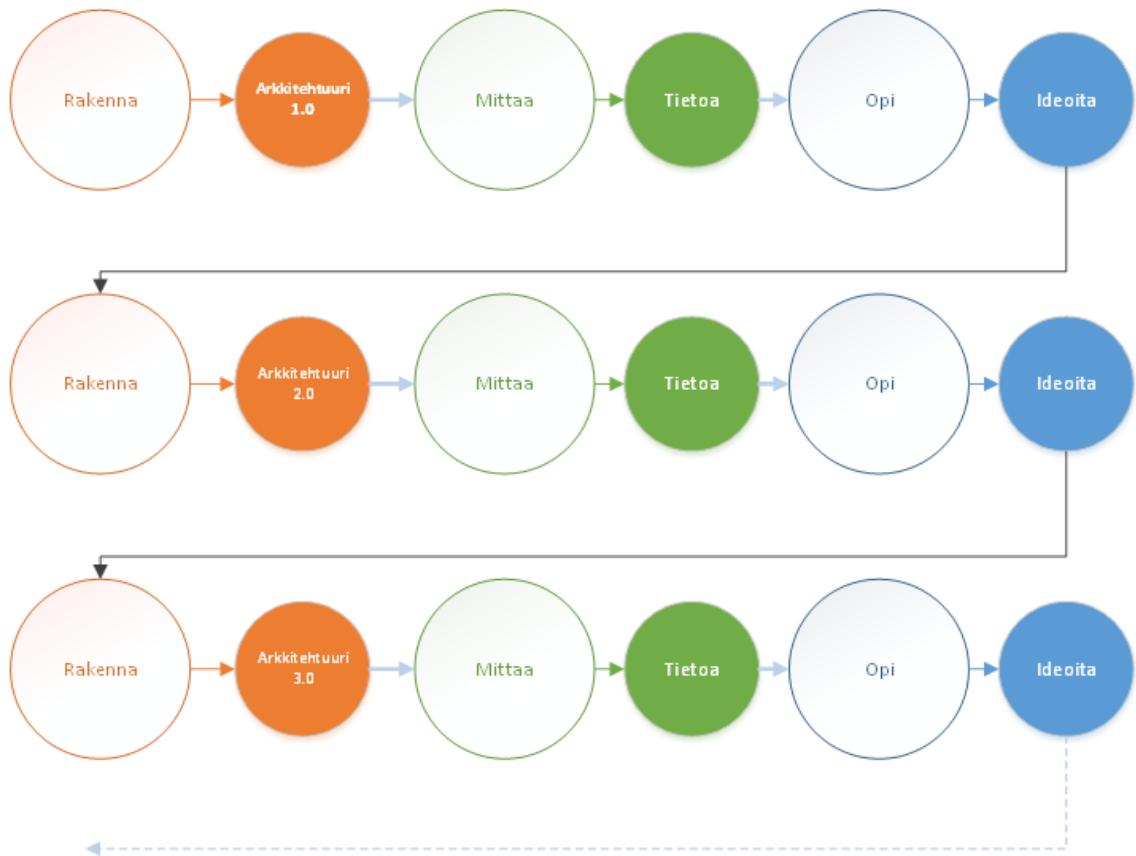 Rakenna
Arkkitehtuuri
1.0
Mittaa
Tietoa
Opi
Ideoita
Rakenna
Arkkitehtuuri
2.0
Mittaa
Tietoa
Opi
Ideoita
Rakenna
Arkkitehtuuri
3.0
Mittaa
Tietoa
Opi
Ideoita